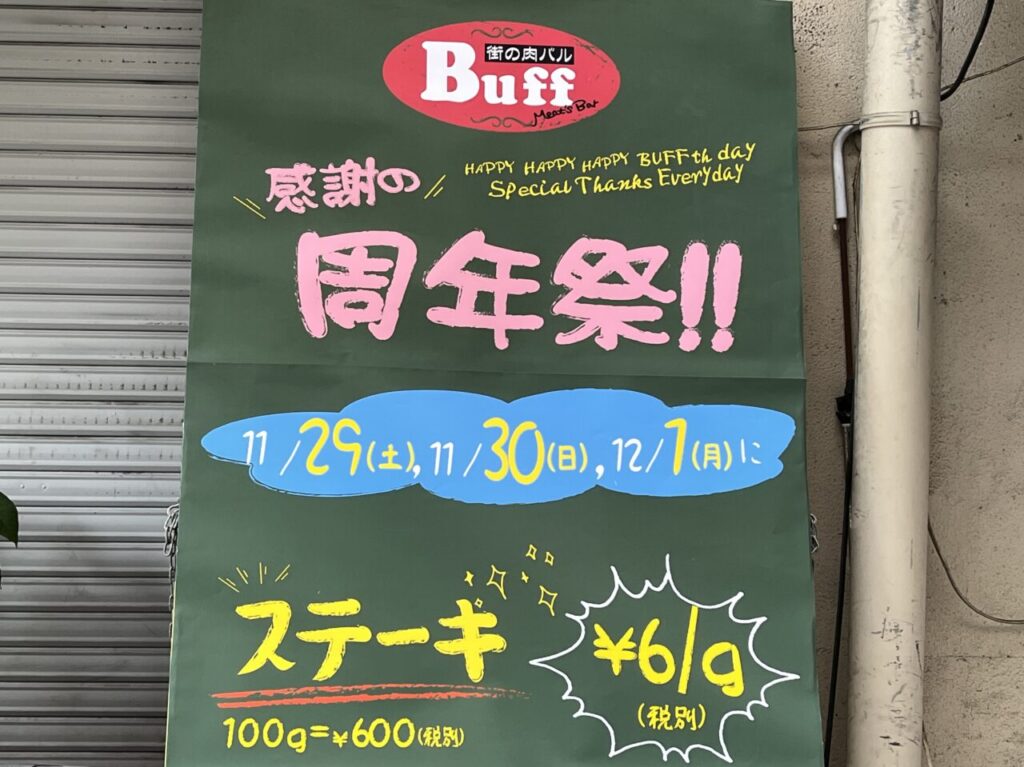 街の肉バル
Buff
Meat's Bar
HAPPY HAPPY HAPPY BUFFth day
Special Thanks Everyday
感謝の
周年祭!!
11/29(土),11/30(日),12/1(月)に
ステーキ
¥6/g
(税別)
100g=¥600(税別)